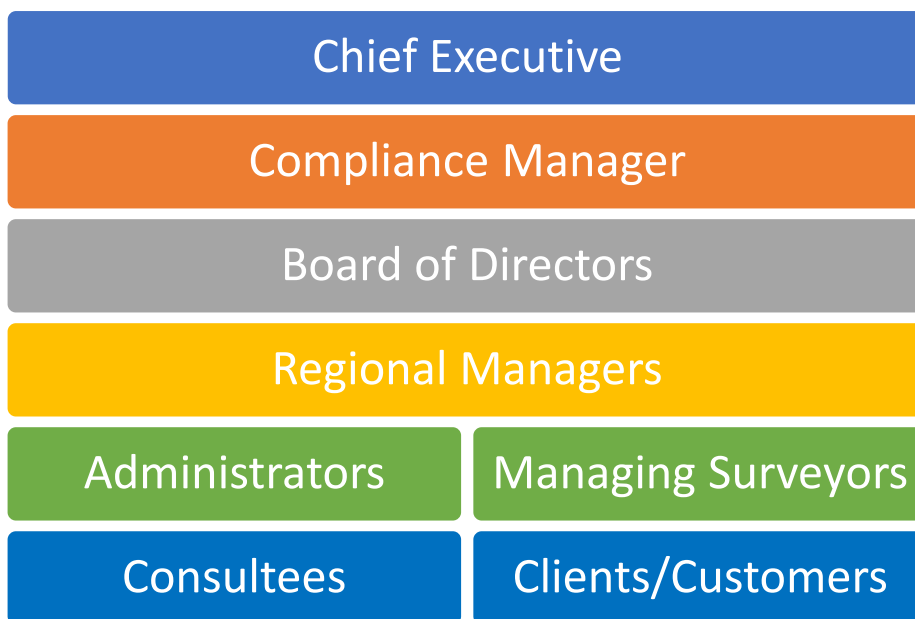 Chief Executive
Compliance Manager
Board of Directors
Regional Managers
Administrators
Managing Surveyors
Consultees
Clients/Customers